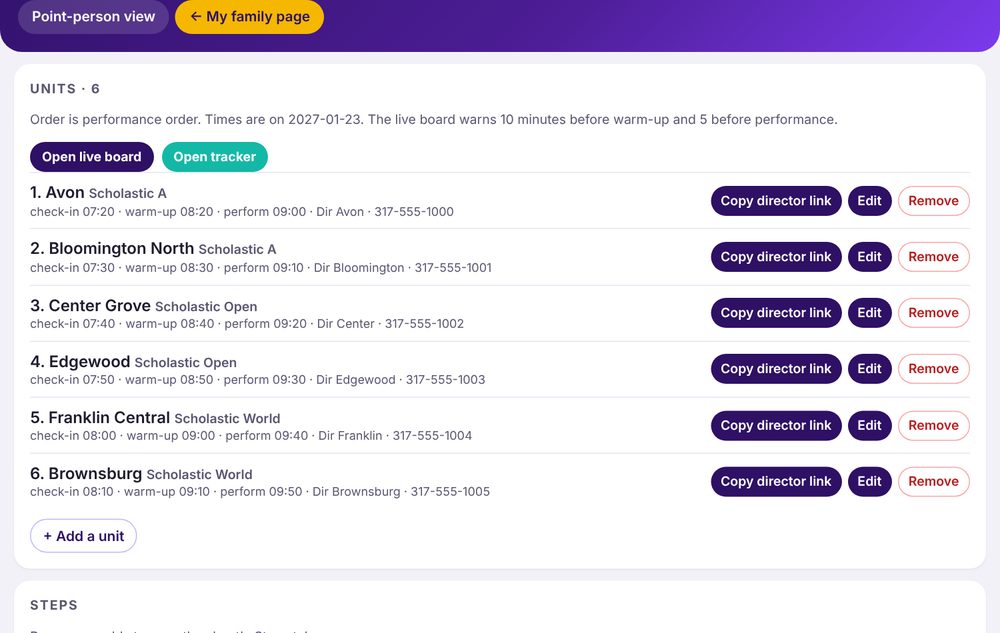 Point-person view
← My family page
UNITS · 6
Order is performance order. Times are on 2027-01-23. The live board warns 10 minutes before warm-up and 5 before performance.
Open live board
Open tracker
1. Avon Scholastic A
check-in 07:20 · warm-up 08:20 · perform 09:00 · Dir Avon · 317-555-1000
Copy director link
Edit
Remove
2. Bloomington North Scholastic A
check-in 07:30 · warm-up 08:30 · perform 09:10 · Dir Bloomington · 317-555-1001
Copy director link
Edit
Remove
3. Center Grove Scholastic Open
check-in 07:40 · warm-up 08:40 · perform 09:20 · Dir Center · 317-555-1002
Copy director link
Edit
Remove
4. Edgewood Scholastic Open
check-in 07:50 · warm-up 08:50 · perform 09:30 · Dir Edgewood · 317-555-1003
Copy director link
Edit
Remove
5. Franklin Central Scholastic World
check-in 08:00 · warm-up 09:00 · perform 09:40 · Dir Franklin · 317-555-1004
Copy director link
Edit
Remove
6. Brownsburg Scholastic World
check-in 08:10 · warm-up 09:10 · perform 09:50 · Dir Brownsburg · 317-555-1005
Copy director link
Edit
Remove
+ Add a unit
STEPS